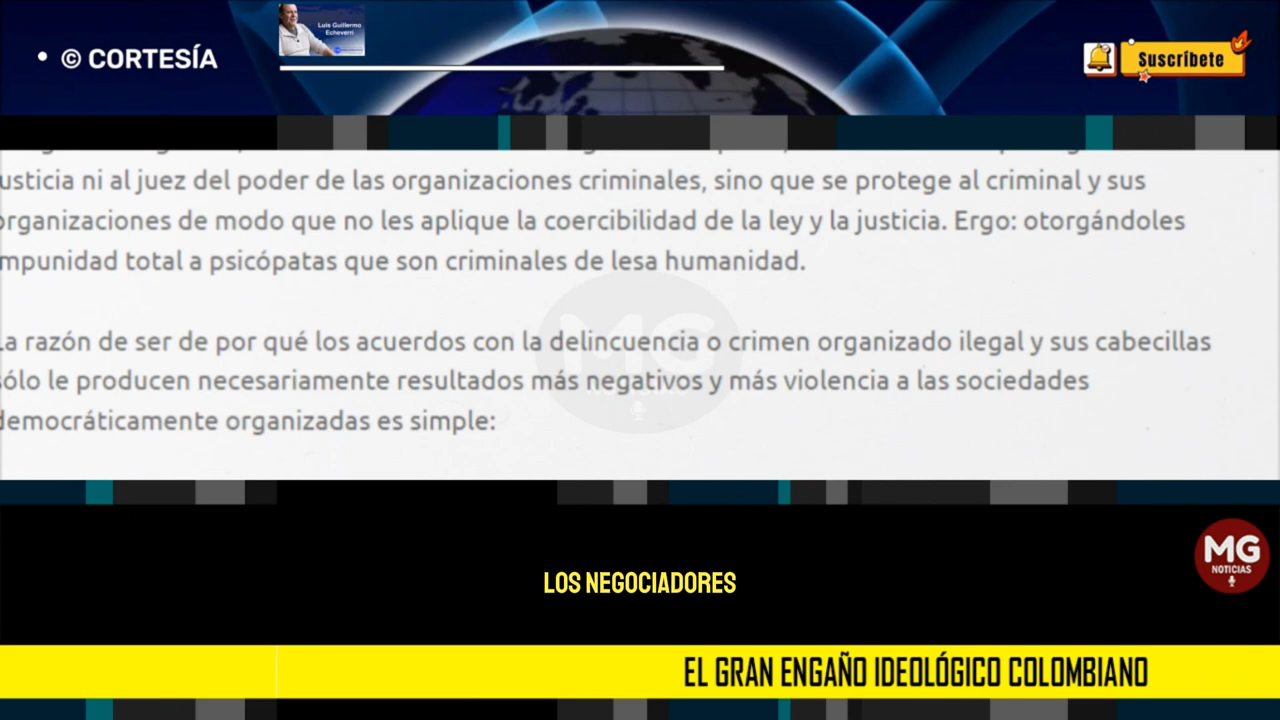 • © CORTESÍA
Luis Guillermo
Echeverri
Suscríbete
usticia ni al juez del poder de las organizaciones criminales, sino que se protege al criminal y sus
organizaciones de modo que no les aplique la coercibilidad de la ley y la justicia. Ergo: otorgándoles
mpunidad total a psicópatas que son criminales de lesa humanidad.
La razón de ser de por qué los acuerdos con la delincuencia o crimen organizado ilegal y sus cabecillas
sólo le producen necesariamente resultados más negativos y más violencia a las sociedades
democráticamente organizadas es simple:
MG
LOS NEGOCIADORES
MG
NOTICIAS
EL GRAN ENGAÑO IDEOLÓGICO COLOMBIANO